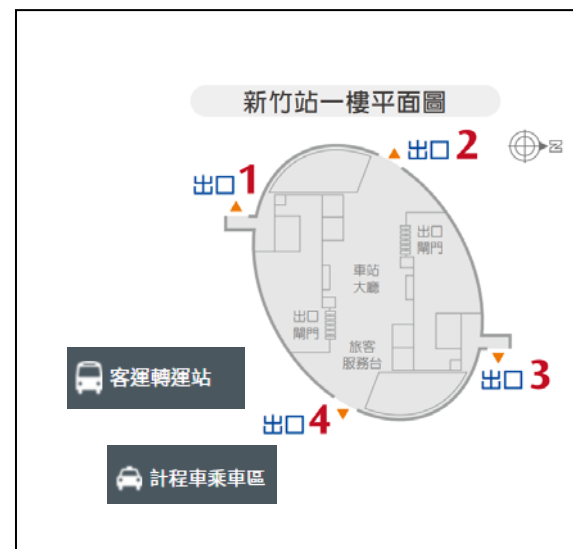 新竹站一樓平面圖
出口 2
N
出口 1
出口
閘門
車站
大廳
出口
閘門
旅客
服務台
客運轉運站
出口 3
出口 4
計程車乘車區